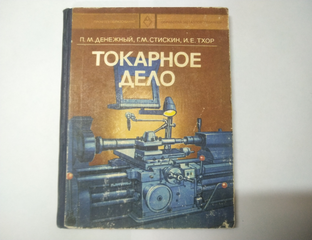 П.М.ДЕНЕЖНЫЙ, Г.М.СТИСКИН, И.Е.ТХОР
ТОКАРНОЕ
ДЕЛО